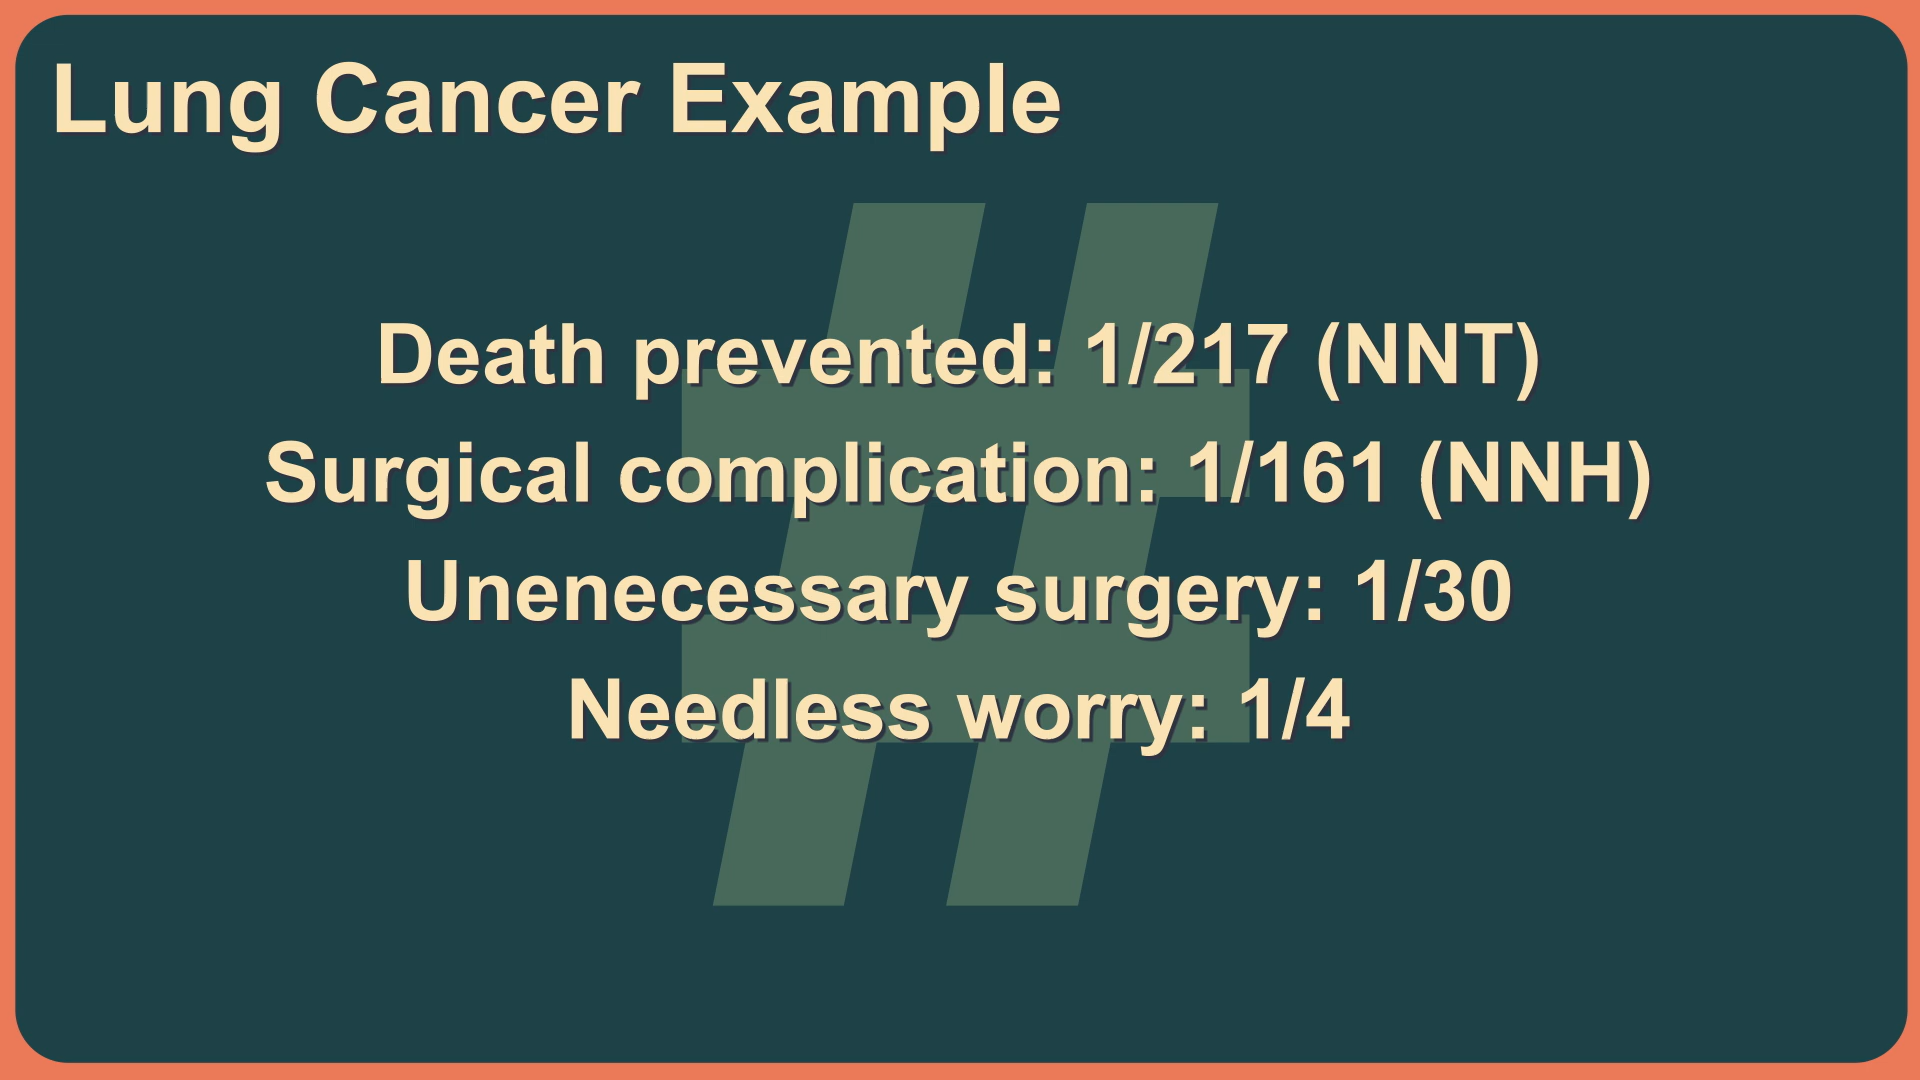 Lung Cancer Example
Death prevented: 1/217 (NNT)
Surgical complication: 1/161 (NNH)
Unenecessary surgery: 1/30
Needless worry: 1/4
#